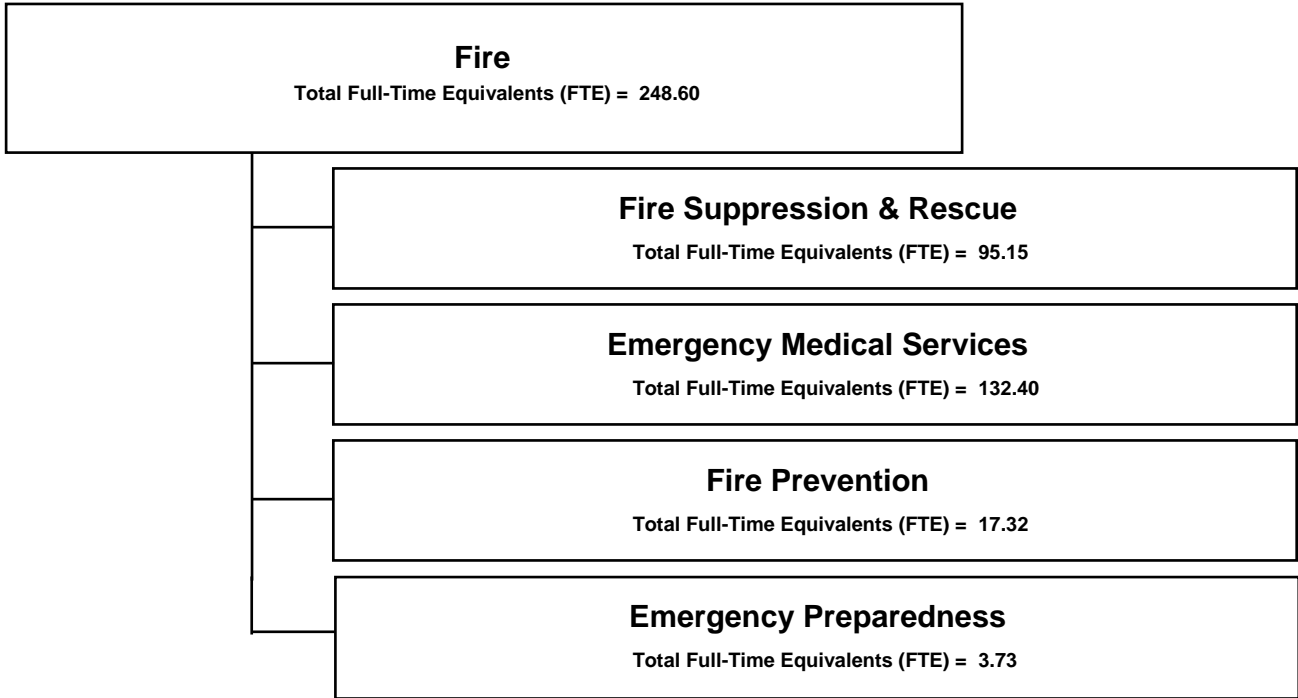 Fire
Total Full-Time Equivalents (FTE) = 248.60
Fire Suppression & Rescue
Total Full-Time Equivalents (FTE) = 95.15
Emergency Medical Services
Total Full-Time Equivalents (FTE) = 132.40
Fire Prevention
Total Full-Time Equivalents (FTE) = 17.32
Emergency Preparedness
Total Full-Time Equivalents (FTE) = 3.73